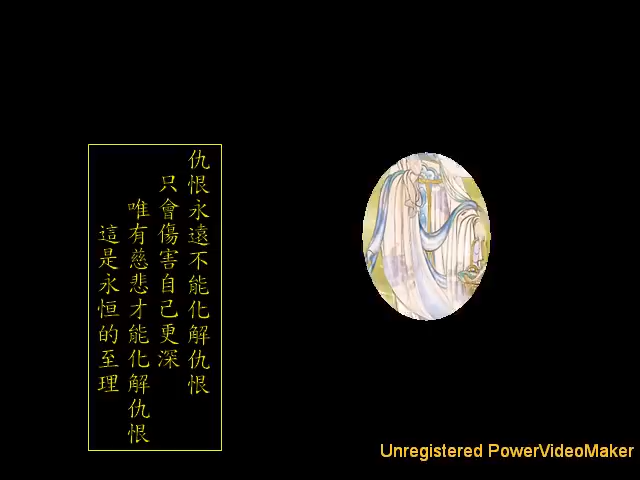 仇恨永遠不能化解仇恨
只會傷害自己更深
唯有慈悲才能化解仇恨
這是永恒的至理
Unregistered PowerVideoMaker